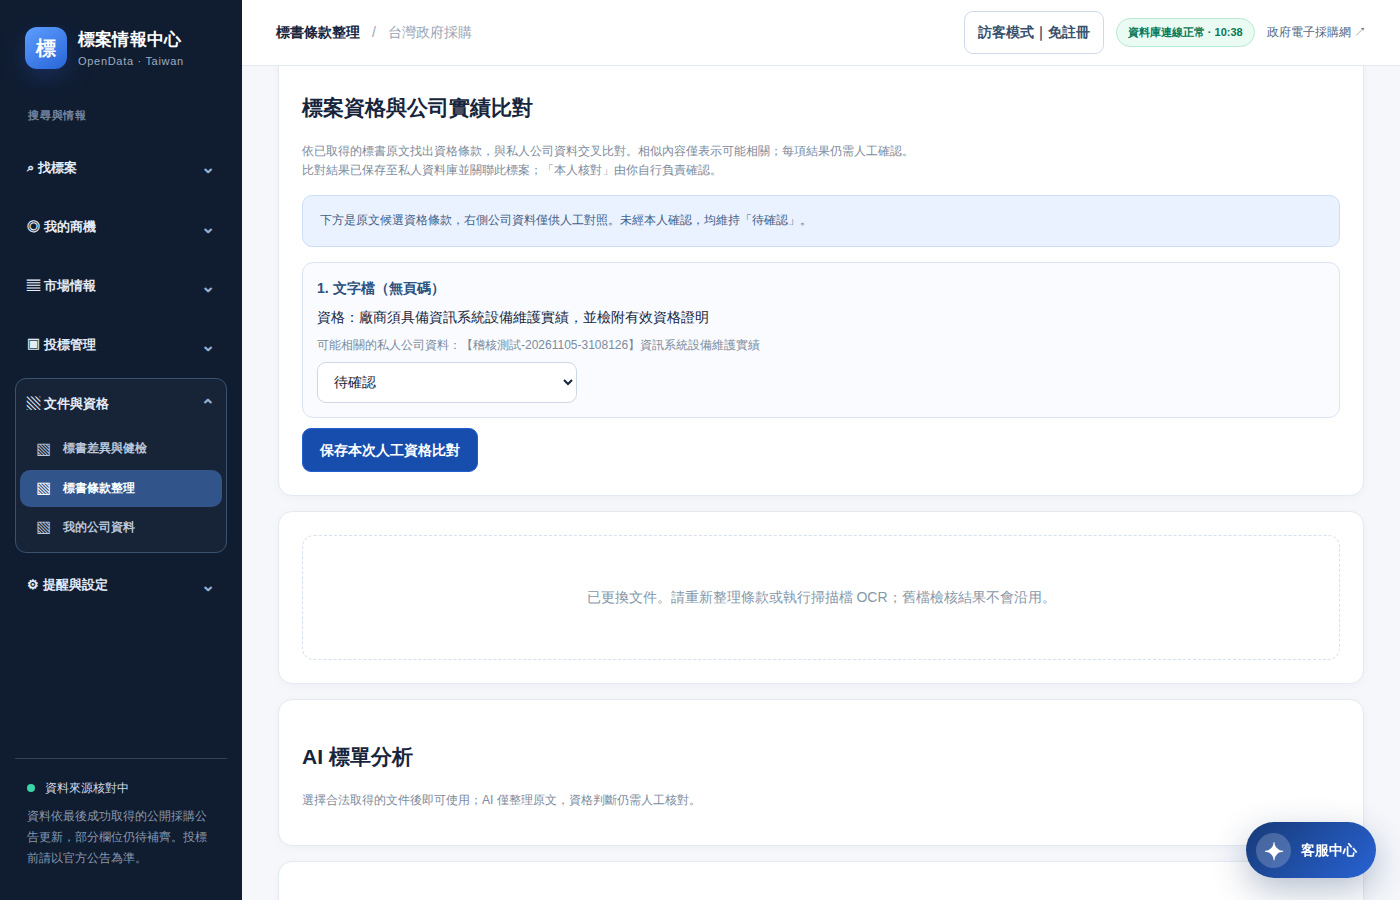 標
標案情報中心
OpenData · Taiwan
搜尋與情報
找標案
我的商機
市場情報
投標管理
文件與資格
標書差異與健檢
標書條款整理
我的公司資料
提醒與設定
資料來源核對中
資料依最後成功取得的公開採購公
告更新，部分欄位仍待補齊。投標
前請以官方公告為準。
標書條款整理 / 台灣政府採購
訪客模式｜免註冊
資料庫連線正常 · 10:38
政府電子採購網 ↗
標案資格與公司實績比對
依已取得的標書原文找出資格條款，與私人公司資料交叉比對。相似內容僅表示可能相關；每項結果仍需人工確認。
比對結果已保存至私人資料庫並關聯此標案；「本人核對」由你自行負責確認。
下方是原文候選資格條款，右側公司資料僅供人工對照。未經本人確認，均維持「待確認」。
1. 文字檔（無頁碼）
資格：廠商須具備資訊系統設備維護實績，並檢附有效資格證明
可能相關的私人公司資料：【稽核測試-20261105-3108126】資訊系統設備維護實績
待確認
保存本次人工資格比對
已更換文件。請重新整理條款或執行掃描檔 OCR；舊檔檢核結果不會沿用。
AI 標單分析
選擇合法取得的文件後即可使用；AI 僅整理原文，資格判斷仍需人工核對。
客服中心